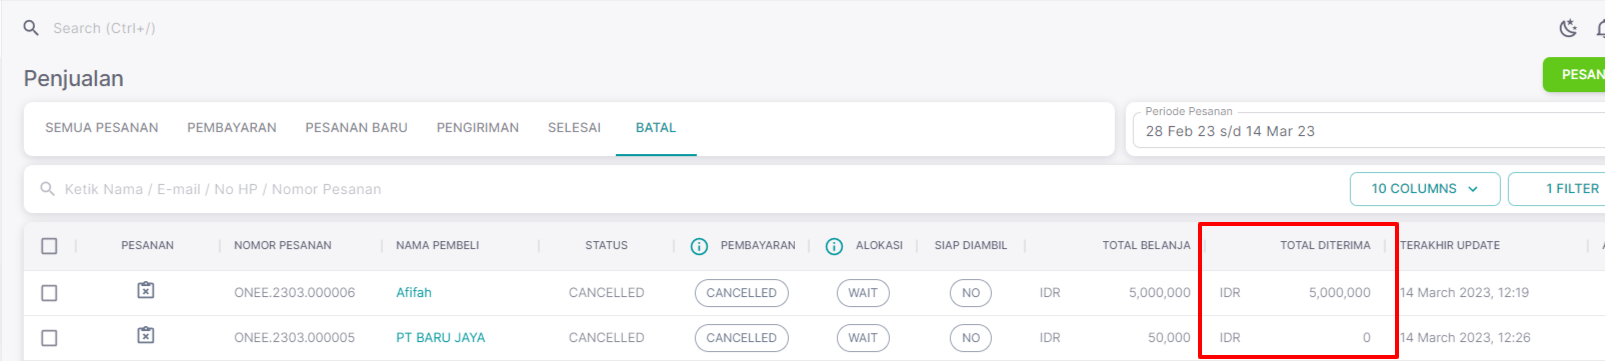 Search (Ctrl+/)
Penjualan
PESAN
SEMUA PESANAN PEMBAYARAN PESANAN BARU PENGIRIMAN SELESAI BATAL
Periode Pesanan
28 Feb 23 s/d 14 Mar 23
Ketik Nama / E-mail / No HP / Nomor Pesanan
10 COLUMNS 1 FILTER
PESANAN NOMOR PESANAN NAMA PEMBELI STATUS PEMBAYARAN ALOKASI SIAP DIAMBIL TOTAL BELANJA TOTAL DITERIMA TERAKHIR UPDATE
ONEE.2303.000006 Afifah CANCELLED CANCELLED WAIT NO IDR 5,000,000 IDR 5,000,000 14 March 2023, 12:19
ONEE.2303.000005 PT BARU JAYA CANCELLED CANCELLED WAIT NO IDR 50,000 IDR 0 14 March 2023, 12:26